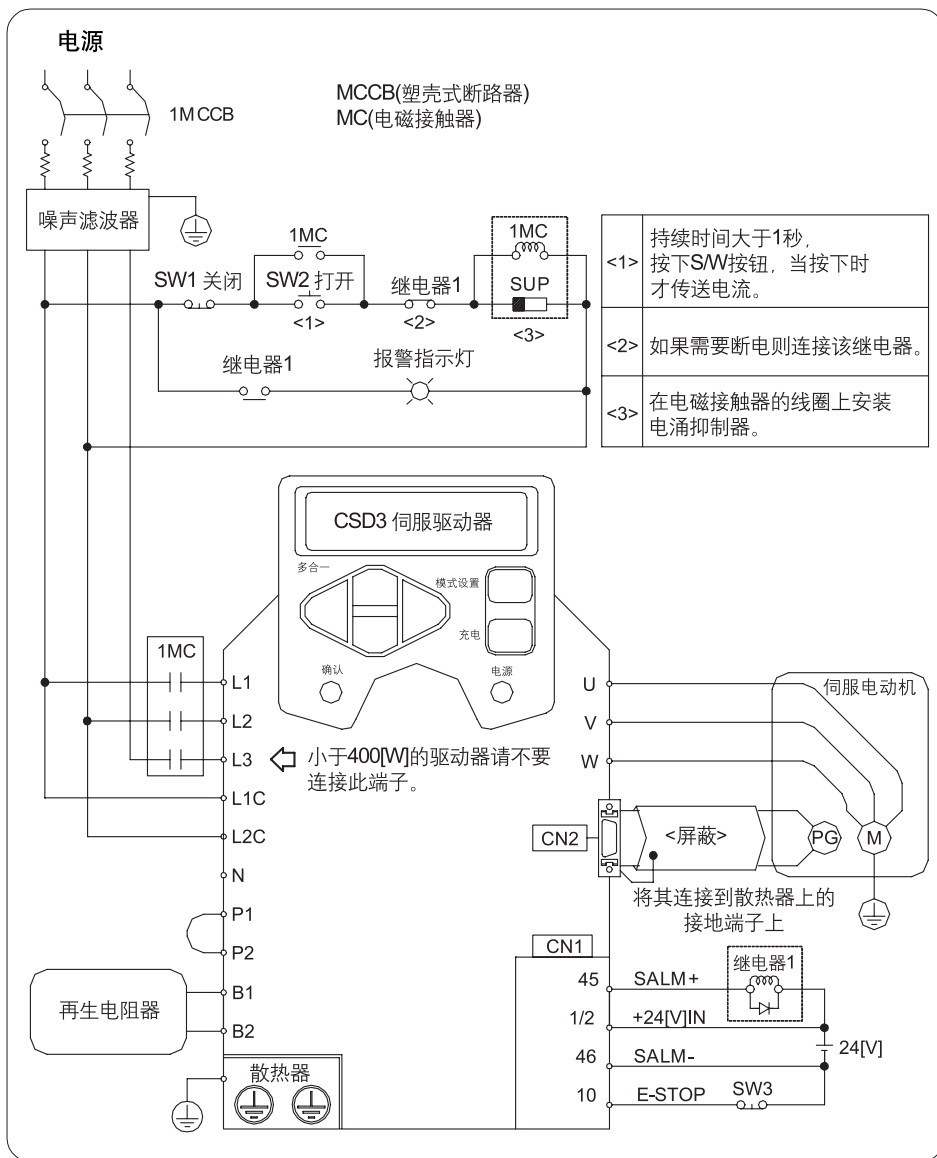 电源
MCCB(塑壳式断路器)
MC(电磁接触器)
1MCCB
噪声滤波器
1MC
1MC
SW1 关闭
SW2 打开
继电器1
SUP
<1>
<2>
<3>
继电器1
报警指示灯
<1>
持续时间大于1秒，
按下S/W按钮，当按下时
才传送电流。
<2>
如果需要断电则连接该继电器。
<3>
在电磁接触器的线圈上安装
电涌抑制器。
CSD3 伺服驱动器
多合一
模式设置
充电
确认
电源
1MC
L1
L2
L3
小于400[W]的驱动器请不要
连接此端子。
L1C
L2C
N
P1
P2
B1
B2
再生电阻器
散热器
U
V
W
伺服电动机
CN2
<屏蔽>
PG
M
将其连接到散热器上的
接地端子上
CN1
继电器1
45
SALM+
1/2
+24[V]IN
24[V]
46
SALM-
10
E-STOP
SW3